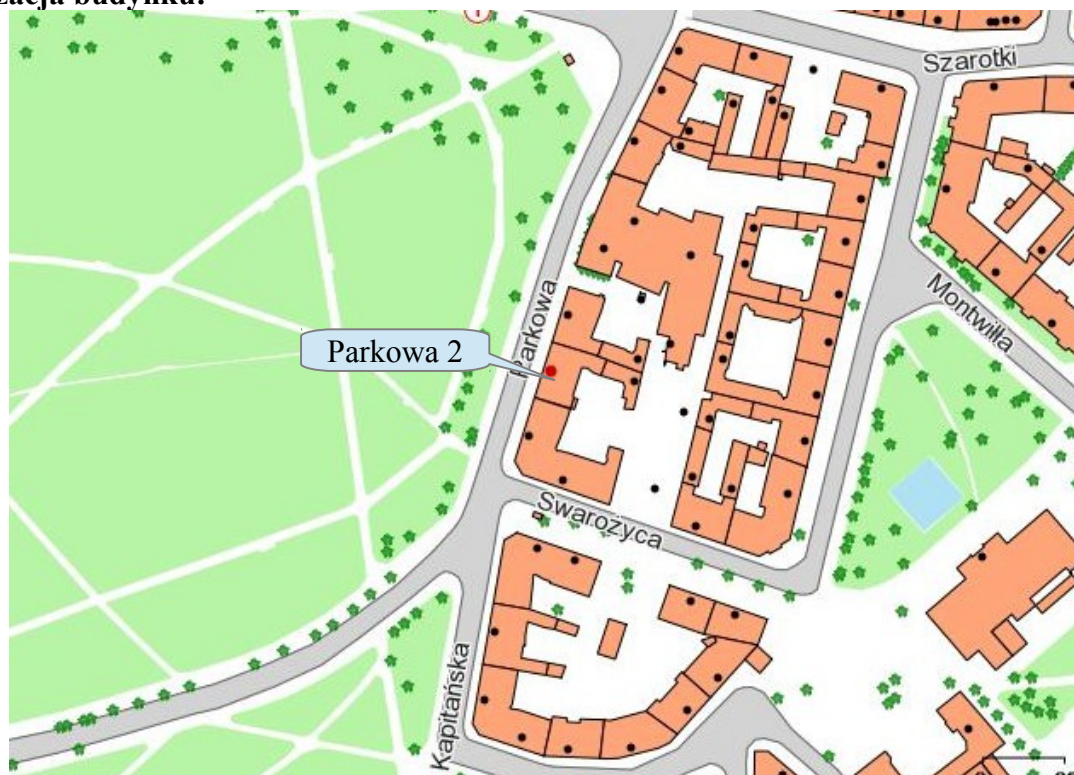 zacja budynku:
Szarotki
Parkowa
Montwiłła
Parkowa 2
Swarożyca
Kapitańska